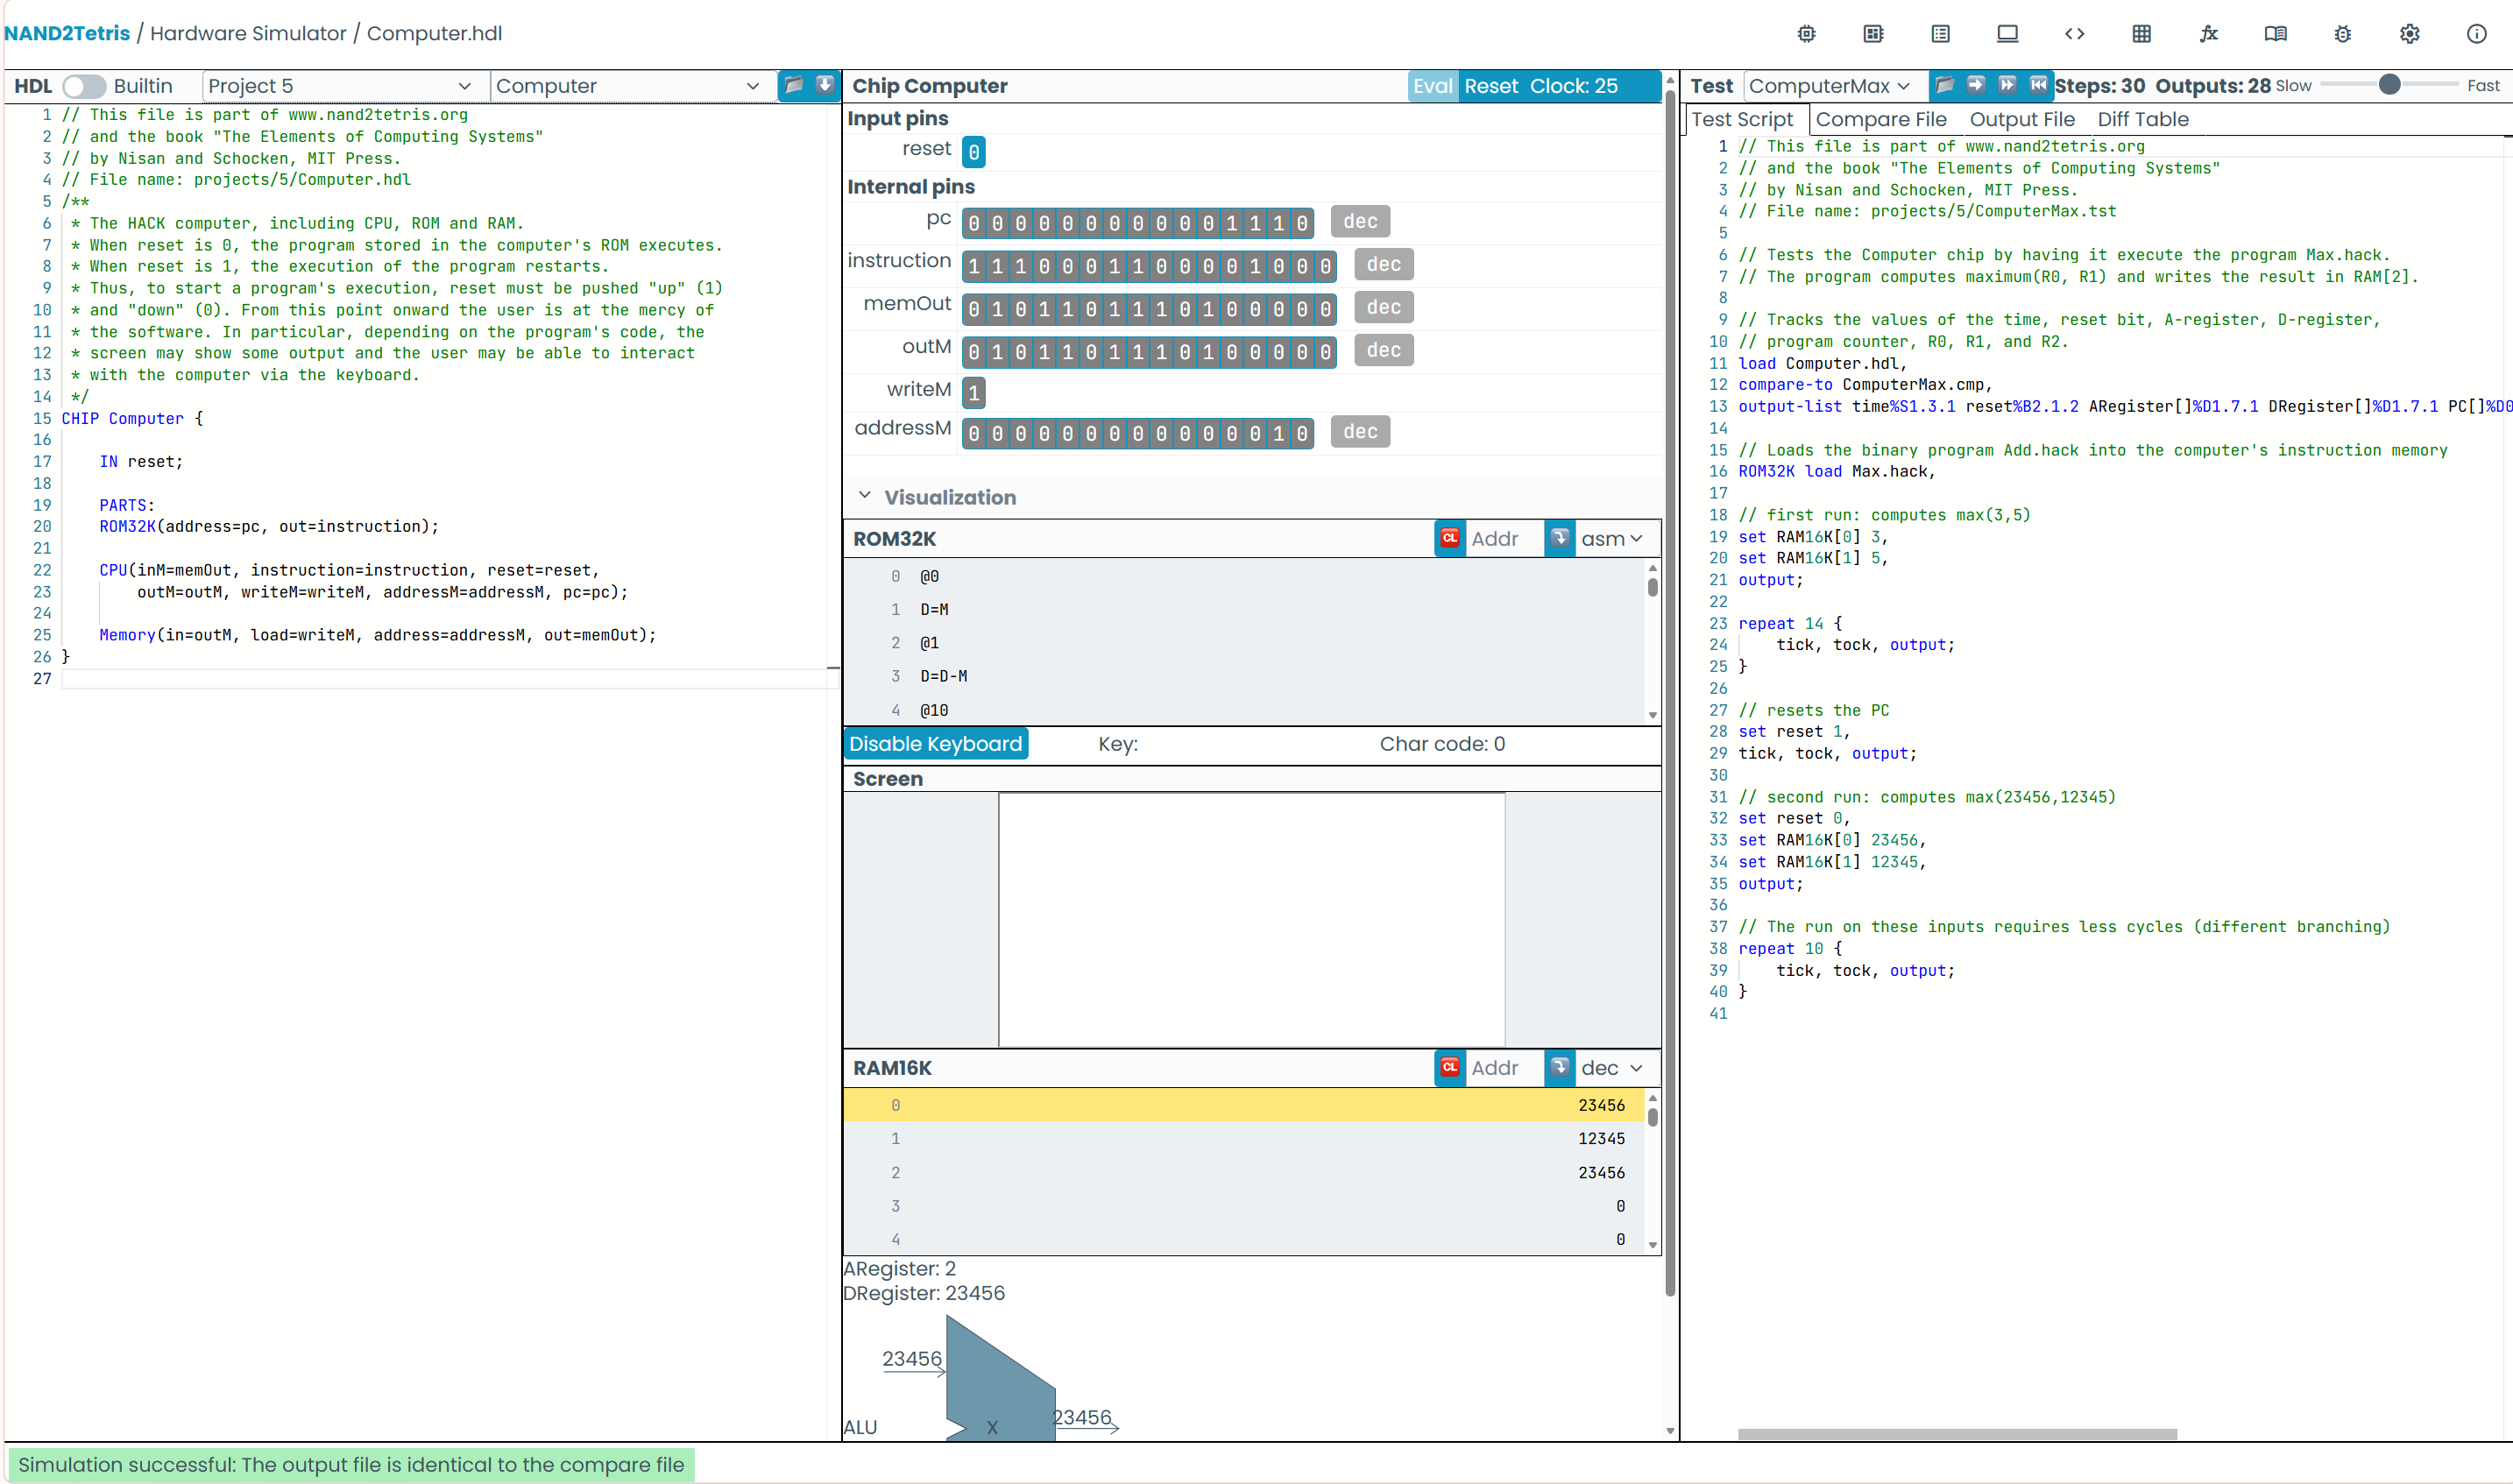 NAND2Tetris / Hardware Simulator / Computer.hdl
HDL Builtin Project 5 Computer
1 // This file is part of www.nand2tetris.org
2 // and the book "The Elements of Computing Systems"
3 // by Nisan and Schocken, MIT Press.
4 // File name: projects/5/Computer.hdl
5 /**
6 * The HACK computer, including CPU, ROM and RAM.
7 * When reset is 0, the program stored in the computer's ROM executes.
8 * When reset is 1, the execution of the program restarts.
9 * Thus, to start a program's execution, reset must be pushed "up" (1)
10 * and "down" (0). From this point onward the user is at the mercy of
11 * the software. In particular, depending on the program's code, the
12 * screen may show some output and the user may be able to interact
13 * with the computer via the keyboard.
14 */
15 CHIP Computer {
16
17 IN reset;
18
19 PARTS:
20 ROM32K(address=pc, out=instruction);
21
22 CPU(inM=memOut, instruction=instruction, reset=reset,
23 outM=outM, writeM=writeM, addressM=addressM, pc=pc);
24
25 Memory(in=outM, load=writeM, address=addressM, out=memOut);
26 }
27
Chip Computer Eval Reset Clock: 25
Input pins
reset 0
Internal pins
pc 0 0 0 0 0 0 0 0 0 0 0 1 1 1 0 dec
instruction 1 1 1 0 0 0 1 1 0 0 0 0 1 0 0 0 dec
memOut 0 1 0 1 1 0 1 1 1 0 1 0 0 0 0 0 dec
outM 0 1 0 1 1 0 1 1 1 0 1 0 0 0 0 0 dec
writeM 1
addressM 0 0 0 0 0 0 0 0 0 0 0 0 0 1 0 dec
Visualization
ROM32K CL Addr asm
0 @0
1 D=M
2 @1
3 D=D-M
4 @10
Disable Keyboard Key: Char code: 0
Screen
RAM16K CL Addr dec
0 23456
1 12345
2 23456
3 0
4 0
ARegister: 2
DRegister: 23456
23456
23456
ALU X
Test ComputerMax Steps: 30 Outputs: 28 Slow Fast
Test Script Compare File Output File Diff Table
1 // This file is part of www.nand2tetris.org
2 // and the book "The Elements of Computing Systems"
3 // by Nisan and Schocken, MIT Press.
4 // File name: projects/5/ComputerMax.tst
5
6 // Tests the Computer chip by having it execute the program Max.hack.
7 // The program computes maximum(R0, R1) and writes the result in RAM[2].
8
9 // Tracks the values of the time, reset bit, A-register, D-register,
10 // program counter, R0, R1, and R2.
11 load Computer.hdl,
12 compare-to ComputerMax.cmp,
13 output-list time%S1.3.1 reset%B2.1.2 ARegister[]%D1.7.1 DRegister[]%D1.7.1 PC[]%D0
14
15 // Loads the binary program Add.hack into the computer's instruction memory
16 ROM32K load Max.hack,
17
18 // first run: computes max(3,5)
19 set RAM16K[0] 3,
20 set RAM16K[1] 5,
21 output;
22
23 repeat 14 {
24 tick, tock, output;
25 }
26
27 // resets the PC
28 set reset 1,
29 tick, tock, output;
30
31 // second run: computes max(23456,12345)
32 set reset 0,
33 set RAM16K[0] 23456,
34 set RAM16K[1] 12345,
35 output;
36
37 // The run on these inputs requires less cycles (different branching)
38 repeat 10 {
39 tick, tock, output;
40 }
41
Simulation successful: The output file is identical to the compare file